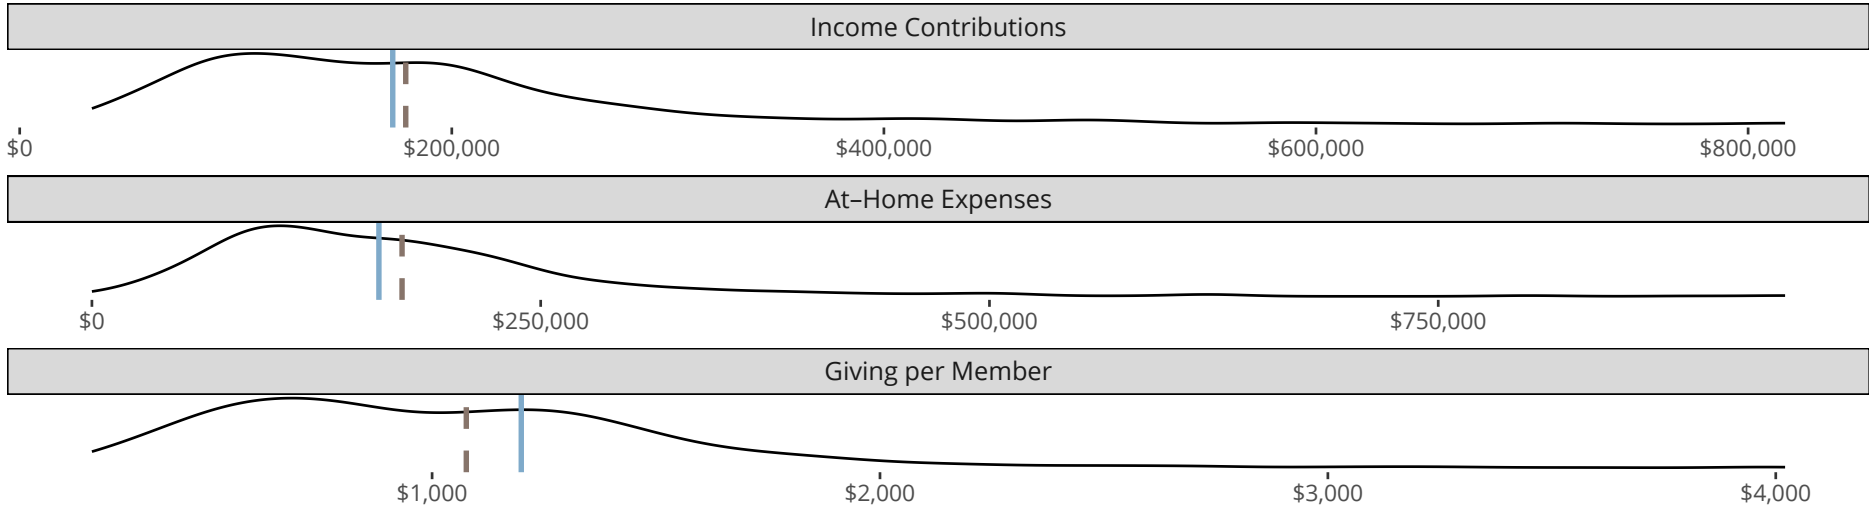 Income Contributions
$0 $200,000 $400,000 $600,000 $800,000
At–Home Expenses
$0 $250,000 $500,000 $750,000
Giving per Member
$1,000 $2,000 $3,000 $4,000